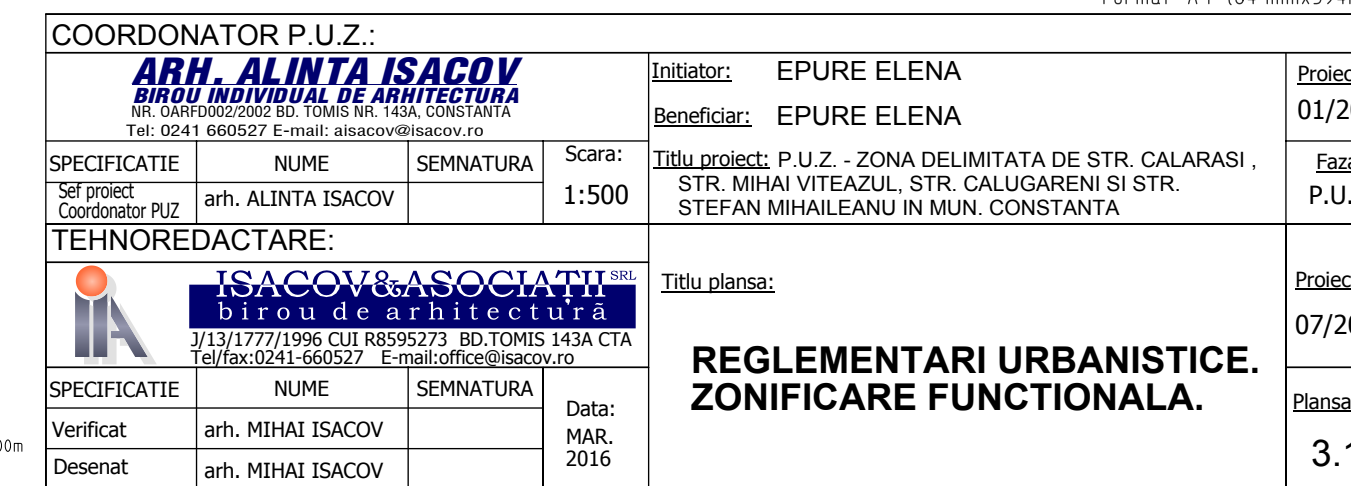 COORDONATOR P.U.Z.:
ARH. ALINTA ISACOV
BIROU INDIVIDUAL DE ARHITECTURA
NR. OARFD002/2002 BD. TOMIS NR. 143A, CONSTANTA
Tel: 0241 660527 E-mail: aisacov@isacov.ro
SPECIFICATIE NUME SEMNATURA Scara:
Sef proiect
Coordonator PUZ arh. ALINTA ISACOV 1:500
Initiator: EPURE ELENA
Beneficiar: EPURE ELENA
Titlu proiect: P.U.Z. - ZONA DELIMITATA DE STR. CALARASI ,
STR. MIHAI VITEAZUL, STR. CALUGARENI SI STR.
STEFAN MIHAILEANU IN MUN. CONSTANTA
TEHNOREDACTARE:
IA ISACOV&ASOCIAȚII SRL
birou de arhitectură
J/13/1777/1996 CUI R8595273 BD.TOMIS 143A CTA
Tel/fax:0241-660527 E-mail:office@isacov.ro
SPECIFICATIE NUME SEMNATURA Data:
Verificat arh. MIHAI ISACOV MAR.
Desenat arh. MIHAI ISACOV 2016
Titlu plansa:
REGLEMENTARI URBANISTICE.
ZONIFICARE FUNCTIONALA.
Plansa